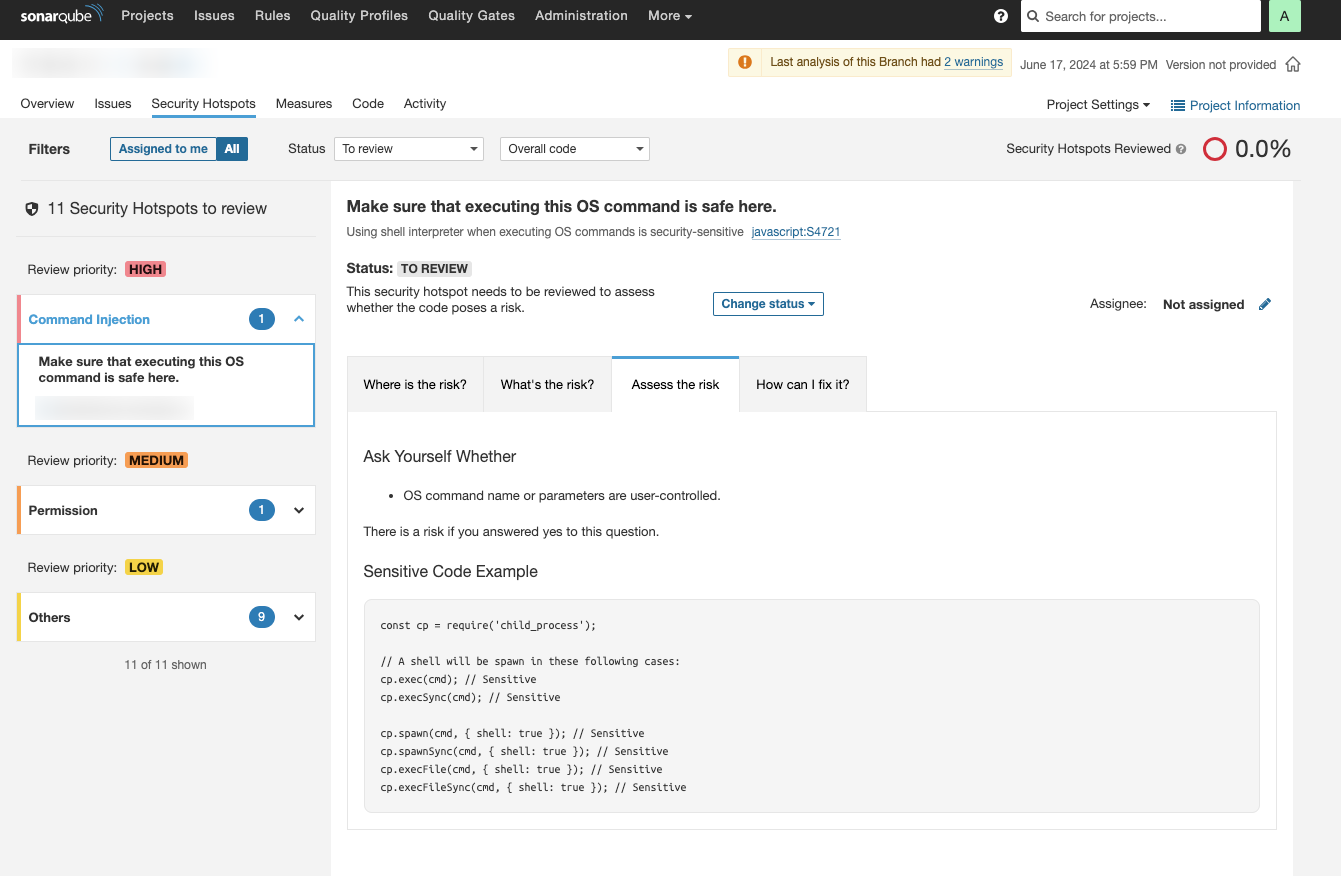 sonarqube Projects Issues Rules Quality Profiles Quality Gates Administration More Search for projects... A
Last analysis of this Branch had 2 warnings June 17, 2024 at 5:59 PM Version not provided
Overview Issues Security Hotspots Measures Code Activity Project Settings Project Information
Filters Assigned to me All Status To review Overall code Security Hotspots Reviewed 0.0%
11 Security Hotspots to review
Review priority: HIGH
Command Injection 1
Make sure that executing this OS
command is safe here.
Review priority: MEDIUM
Permission 1
Review priority: LOW
Others 9
11 of 11 shown
Make sure that executing this OS command is safe here.
Using shell interpreter when executing OS commands is security-sensitive javascript:S4721
Status: TO REVIEW
This security hotspot needs to be reviewed to assess
whether the code poses a risk.
Change status
Assignee: Not assigned
Where is the risk? What's the risk? Assess the risk How can I fix it?
Ask Yourself Whether
• OS command name or parameters are user-controlled.
There is a risk if you answered yes to this question.
Sensitive Code Example
const cp = require('child_process');
// A shell will be spawn in these following cases:
cp.exec(cmd); // Sensitive
cp.execSync(cmd); // Sensitive
cp.spawn(cmd, { shell: true }); // Sensitive
cp.spawnSync(cmd, { shell: true }); // Sensitive
cp.execFile(cmd, { shell: true }); // Sensitive
cp.execFileSync(cmd, { shell: true }); // Sensitive